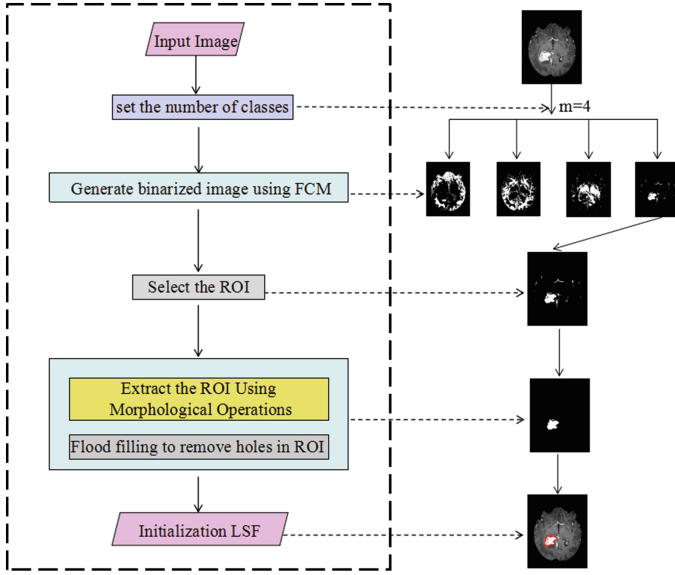 Input Image
set the number of classes
m=4
Generate binarized image using FCM
Select the ROI
Extract the ROI Using
Morphological Operations
Flood filling to remove holes in ROI
Initialization LSF